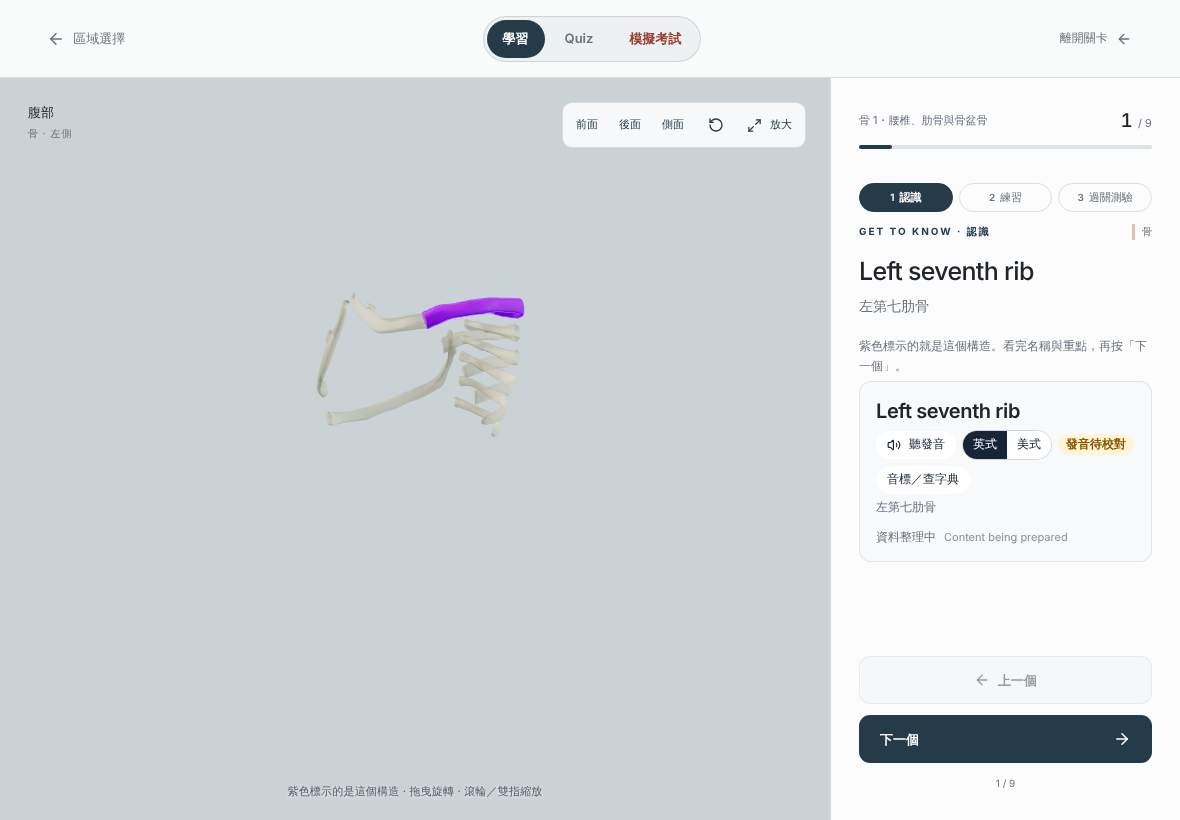 區域選擇
學習
Quiz
模擬考試
離開關卡
腹部
骨 · 左側
前面
後面
側面
放大
紫色標示的是這個構造 · 拖曳旋轉 · 滾輪／雙指縮放
骨 1 · 腰椎、肋骨與骨盆骨
1 / 9
1 認識
2 練習
3 過關測驗
GET TO KNOW · 認識
骨
Left seventh rib
左第七肋骨
紫色標示的就是這個構造。看完名稱與重點，再按「下
一個」。
Left seventh rib
聽發音
英式
美式
發音待校對
音標／查字典
左第七肋骨
資料整理中 Content being prepared
上一個
下一個
1 / 9